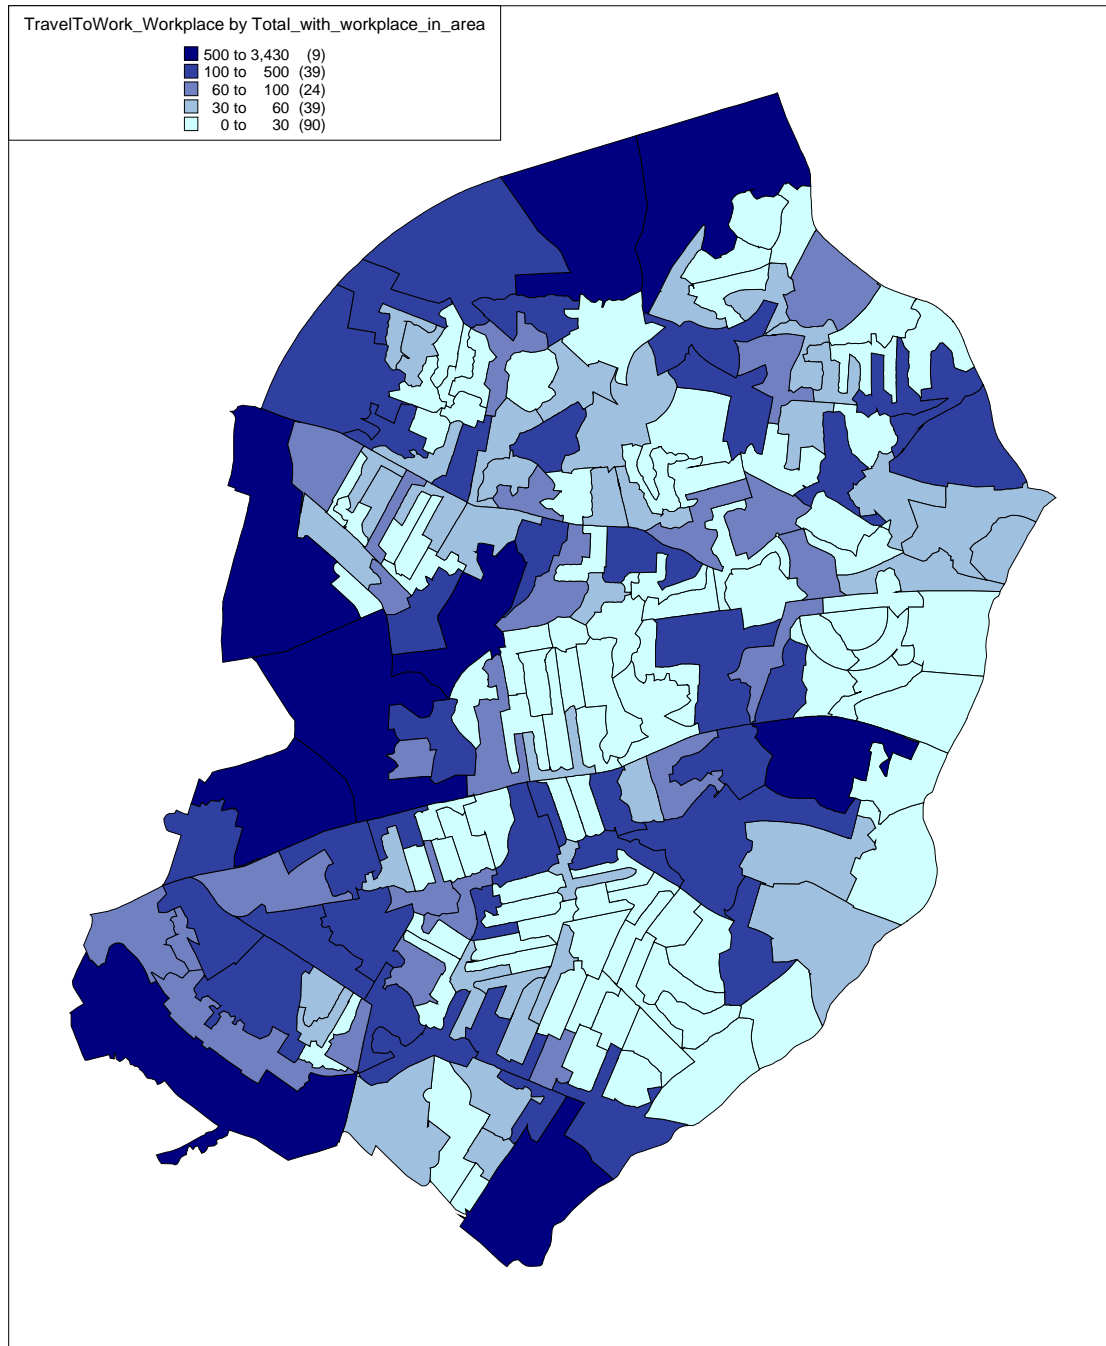 TravelToWork_Workplace by Total_with_workplace_in_area
500 to 3,430 (9)
100 to 500 (39)
60 to 100 (24)
30 to 60 (39)
0 to 30 (90)